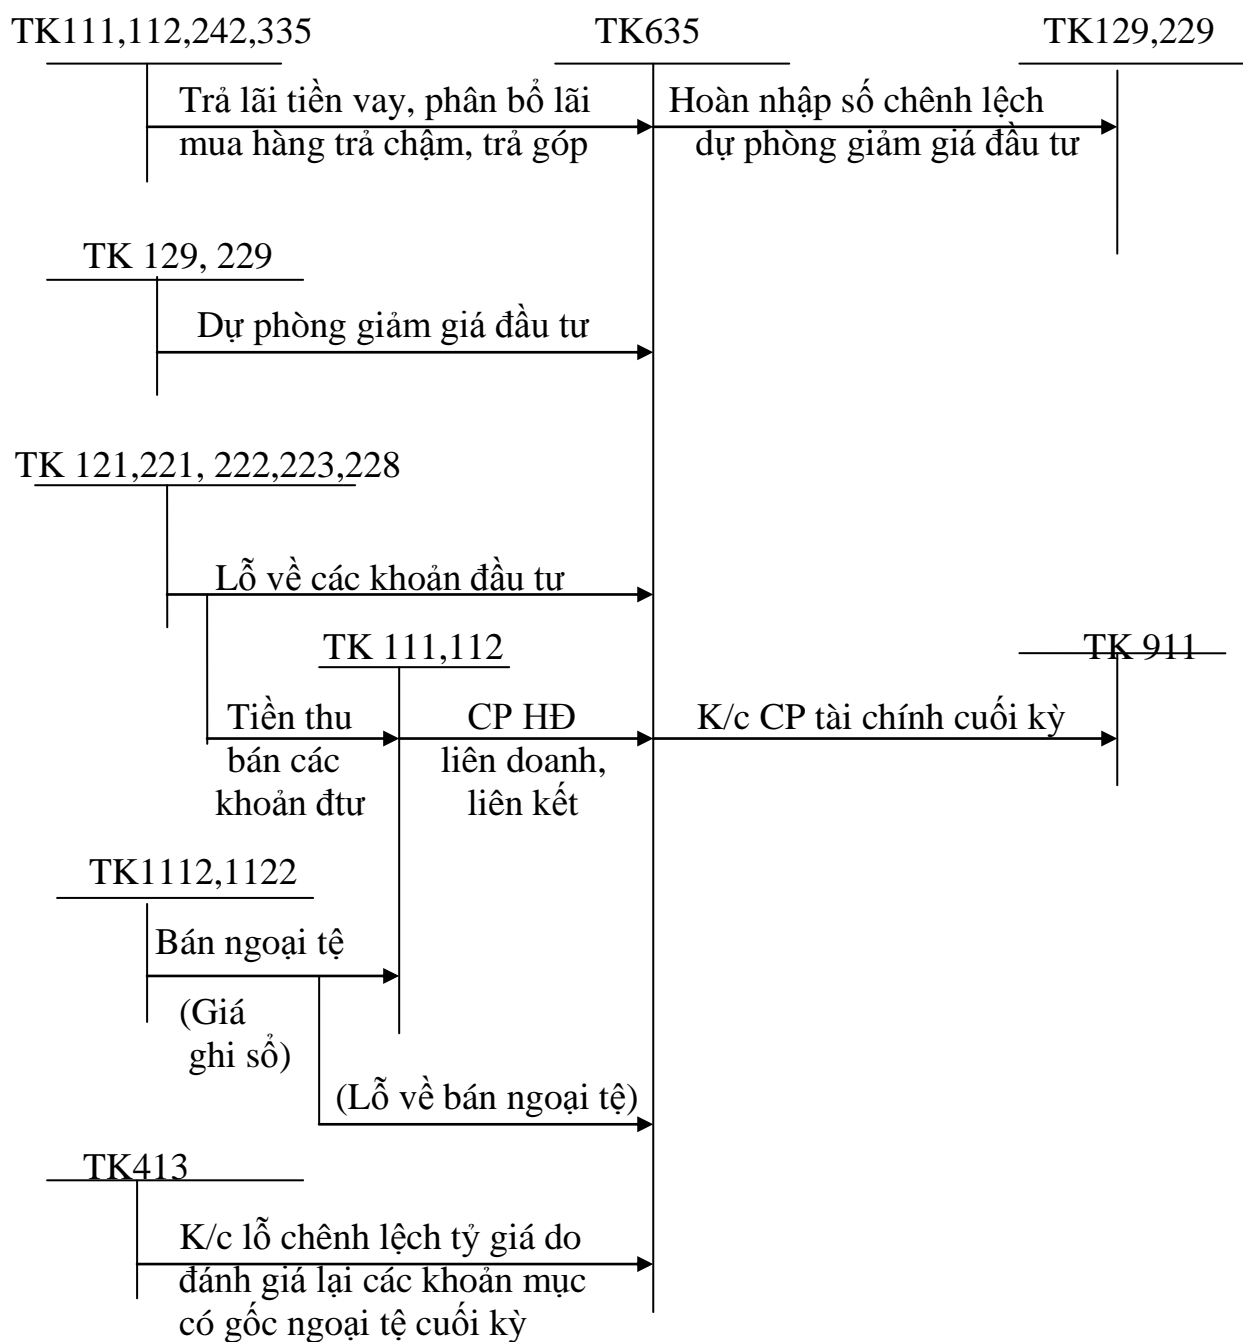 TK111,112,242,335
TK635
TK129,229
Trả lãi tiền vay, phân bổ lãi
mua hàng trả chậm, trả góp
Hoàn nhập số chênh lệch
dự phòng giảm giá đầu tư
TK 129, 229
Dự phòng giảm giá đầu tư
TK 121,221, 222,223,228
Lỗ về các khoản đầu tư
TK 111,112
TK 911
Tiền thu
bán các
khoản đtư
CP HĐ
liên doanh,
liên kết
K/c CP tài chính cuối kỳ
TK1112,1122
Bán ngoại tệ
(Giá
ghi sổ)
(Lỗ về bán ngoại tệ)
TK413
K/c lỗ chênh lệch tỷ giá do
đánh giá lại các khoản mục
có gốc ngoại tệ cuối kỳ